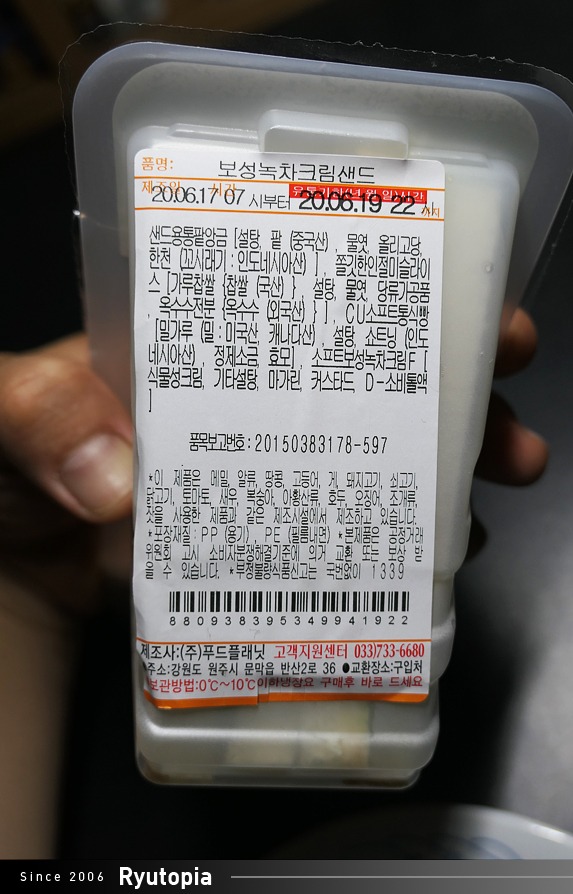 품명: 보성녹차크림샌드
제조일 시간 유통기한(년.월.일)시간
20.06.17 07 시부터 20.06.19 22 까지
샌드용통팥앙금 [설탕, 팥 (중국산) , 물엿, 올리고당,
한천 (꼬시래기 : 인도네시아산) ] , 쫄깃한인절미슬라이
스 [가루찹쌀 {찹쌀 (국산) } , 설탕, 물엿, 당류가공품
, 옥수수전분 {옥수수 (외국산) } ] , CU소프트통식빵
[밀가루 (밀 : 미국산, 캐나다산) , 설탕, 쇼트닝 (인도
네시아산) , 정제소금, 효모] , 소프트보성녹차크림F [
식물성크림, 기타설탕, 마가린, 커스타드, D-소비톨액
]
품목보고번호 : 20150383178-597
*이 제품은 메밀, 알류, 땅콩, 고등어, 게, 돼지고기, 쇠고기,
닭고기, 토마토, 새우, 복숭아, 아황산류, 호두, 오징어, 조개류,
잣을 사용한 제품과 같은 제조시설에서 제조하고 있습니다.
*포장재질 : PP (용기) , PE (필름내면) *본제품은 공정거래
위원회 고시 소비자분쟁해결기준에 의거 교환 또는 보상 받
을 수 있습니다. *부정불량식품신고는 국번없이 1399
8809383953499441922
제조사:(주)푸드플래닛 고객지원센터 033)733-6680
주소:강원도 원주시 문막읍 반산2로 36 ●교환장소:구입처
보관방법:0℃~10℃이하냉장요 구매후 바로 드세요
Since 2006 Ryutopia